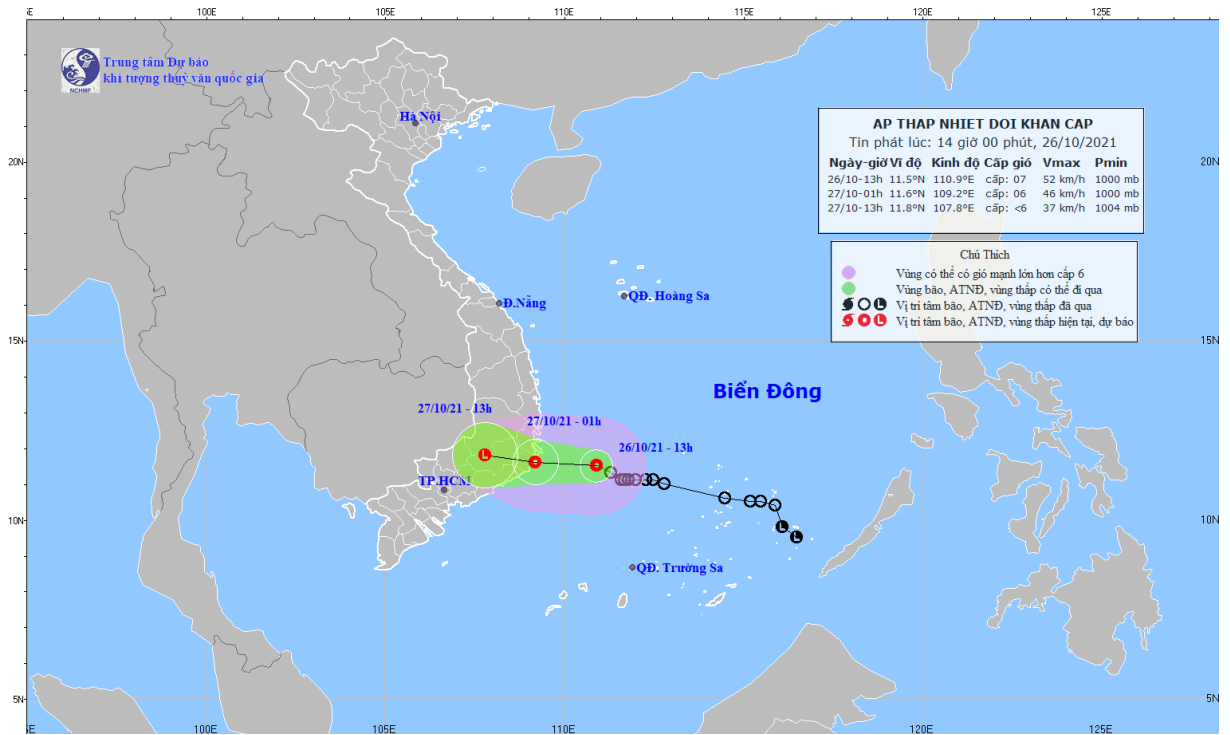 E 100E 105E 110E 115E 120E 125E
Trung tâm Dự báo
khí tượng thuỷ văn quốc gia
NCHMF
Hà Nội
AP THAP NHIET DOI KHAN CAP
Tin phát lúc: 14 giờ 00 phút, 26/10/2021
Ngày-giờ Vĩ độ Kinh độ Cấp gió Vmax Pmin
26/10-13h 11.5°N 110.9°E cấp: 07 52 km/h 1000 mb
27/10-01h 11.6°N 109.2°E cấp: 06 46 km/h 1000 mb
27/10-13h 11.8°N 107.8°E cấp: <6 37 km/h 1004 mb
20N 20N
Chú Thích
Vùng có thể có gió mạnh lớn hơn cấp 6
Vùng bão, ATNĐ, vùng thấp có thể đi qua
L Vị trí tâm bão, ATNĐ, vùng thấp đã qua
L Vị trí tâm bão, ATNĐ, vùng thấp hiện tại, dự báo
QĐ. Hoàng Sa
Đ.Nẵng
15N 15N
Biển Đông
27/10/21 - 13h
27/10/21 - 01h
26/10/21 - 13h
L
TP.HCM
10N 10N
L
L
QĐ. Trường Sa
5N 5N
E 100E 105E 110E 115E 120E 125E